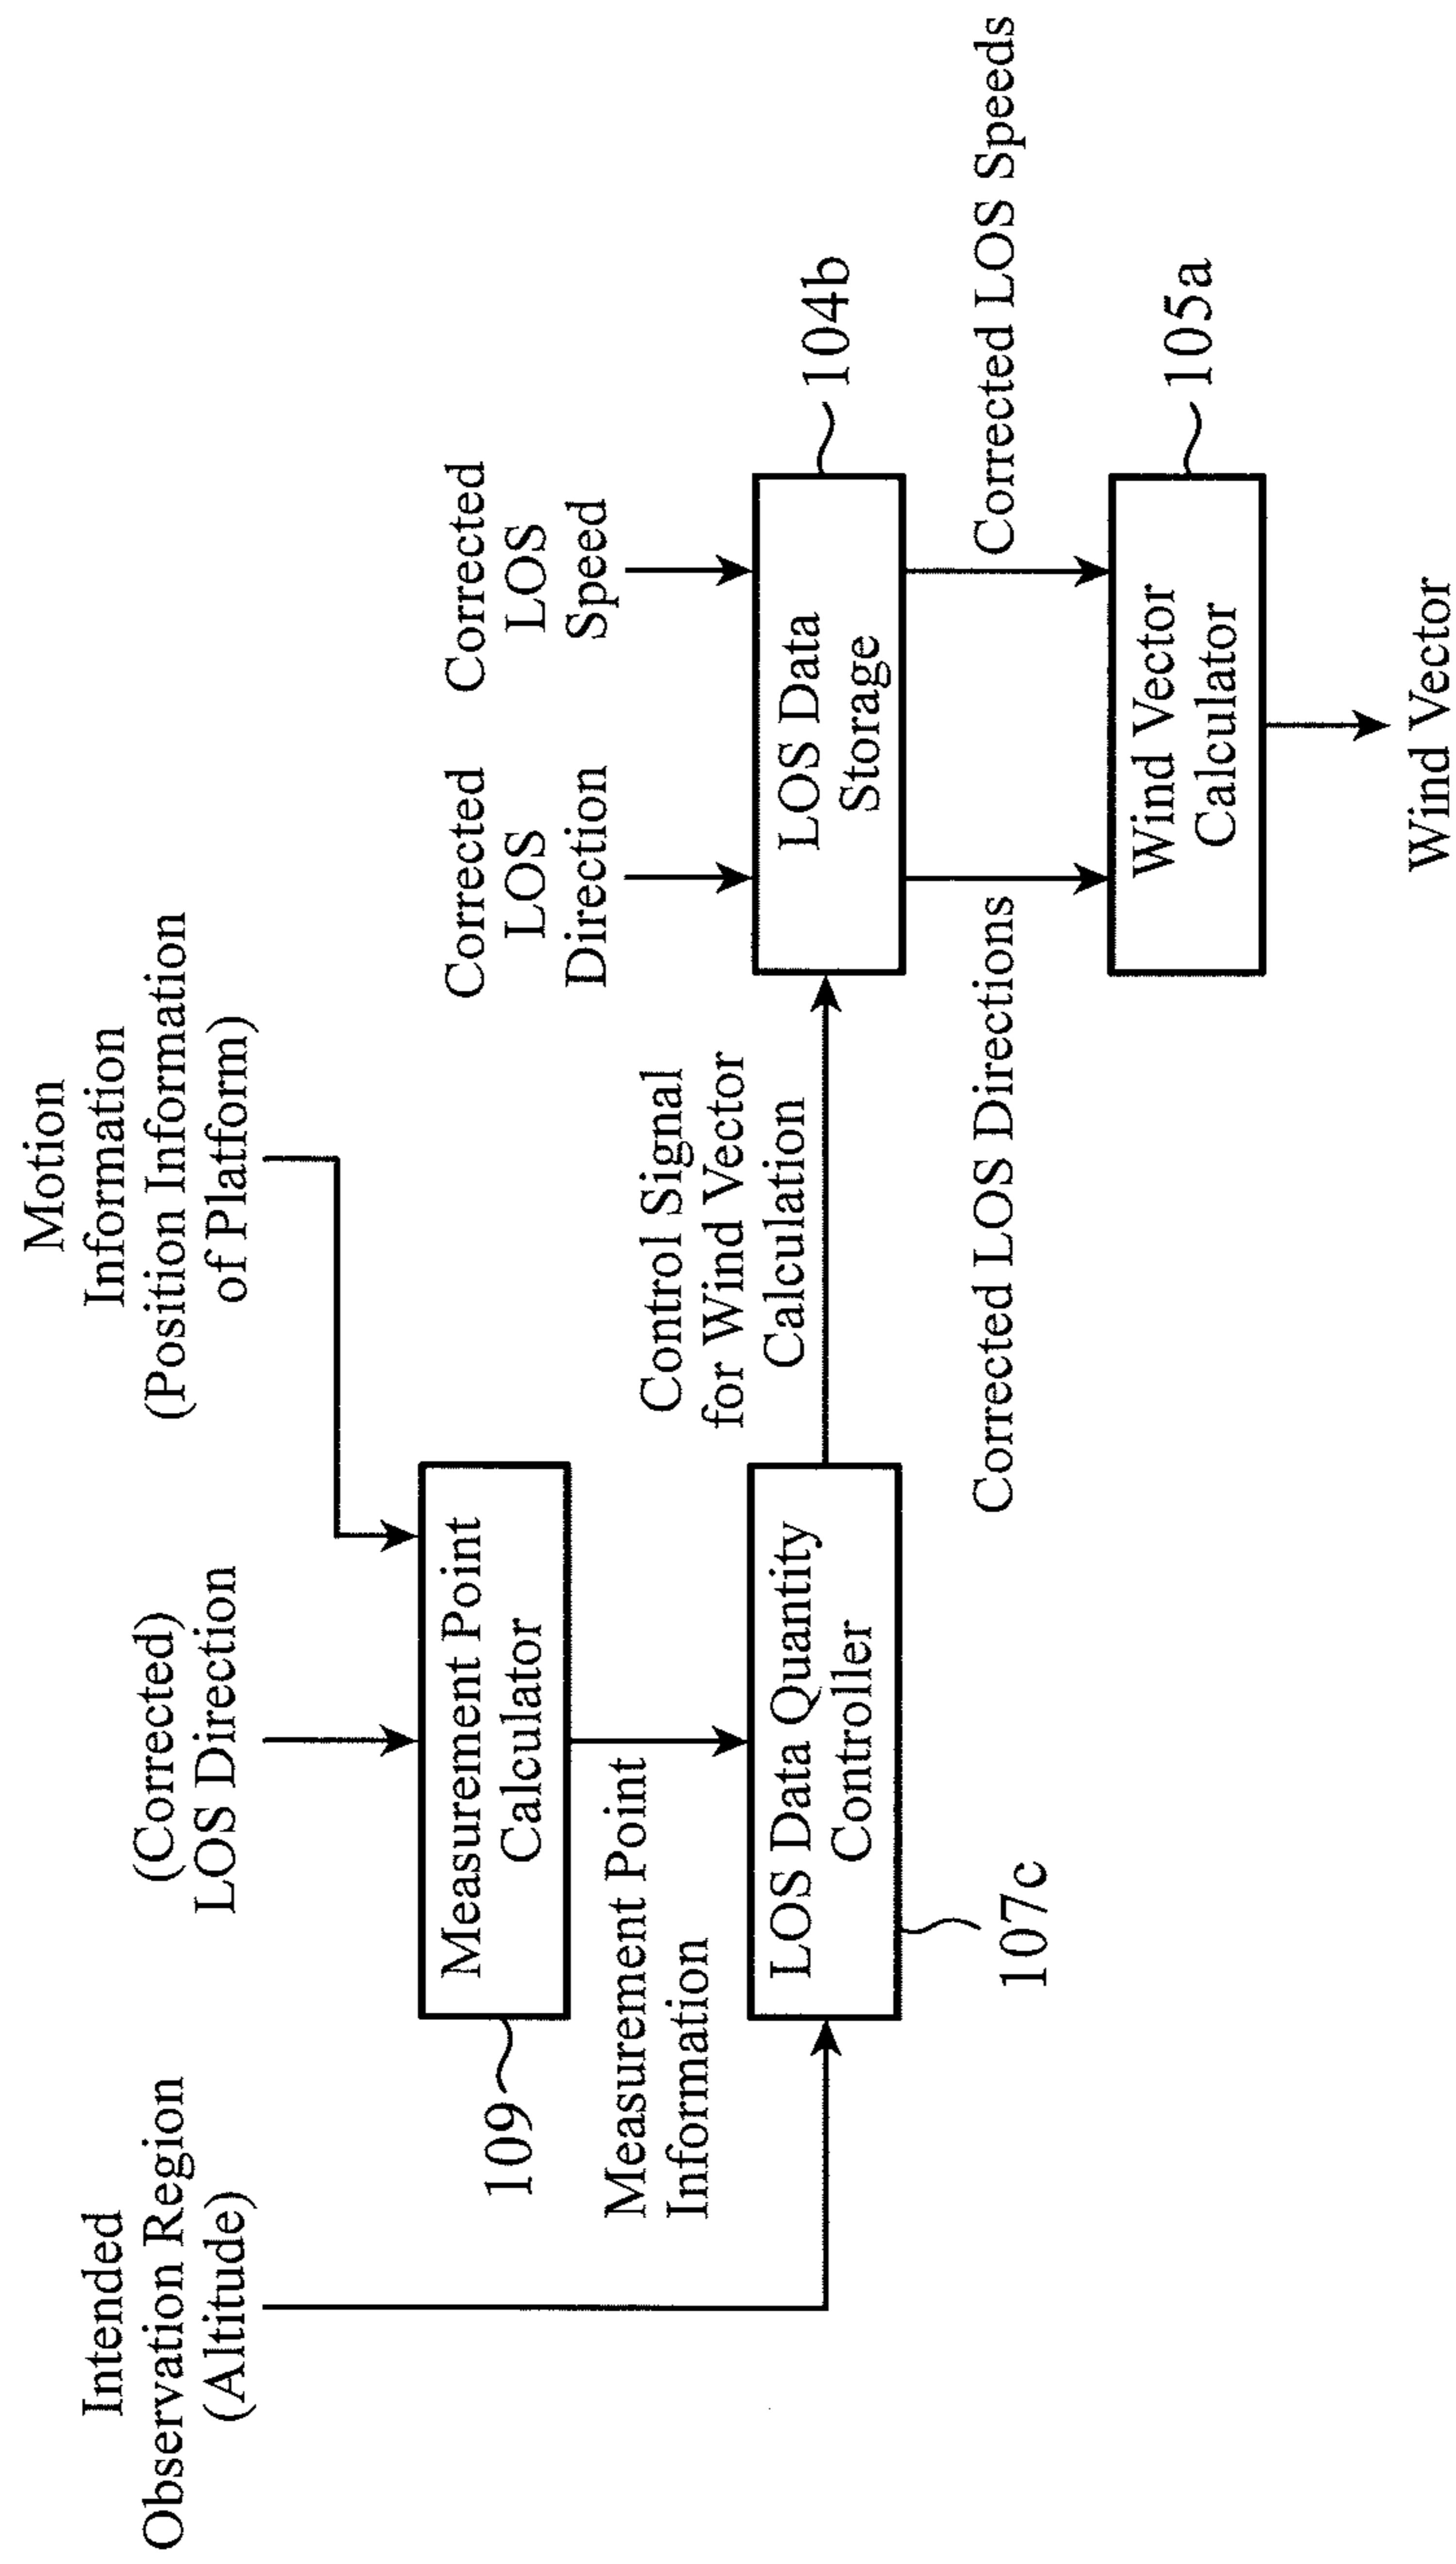 Intended
Observation Region
(Altitude)
(Corrected)
LOS Direction
Motion
Information
(Position Information
of Platform)
109
Measurement Point
Calculator
Measurement Point
Information
LOS Data Quantity
Controller
107c
Control Signal
for Wind Vector
Calculation
Corrected
LOS
Direction
Corrected
LOS
Speed
LOS Data
Storage
104b
Corrected LOS Directions
Corrected LOS Speeds
Wind Vector
Calculator
105a
Wind Vector